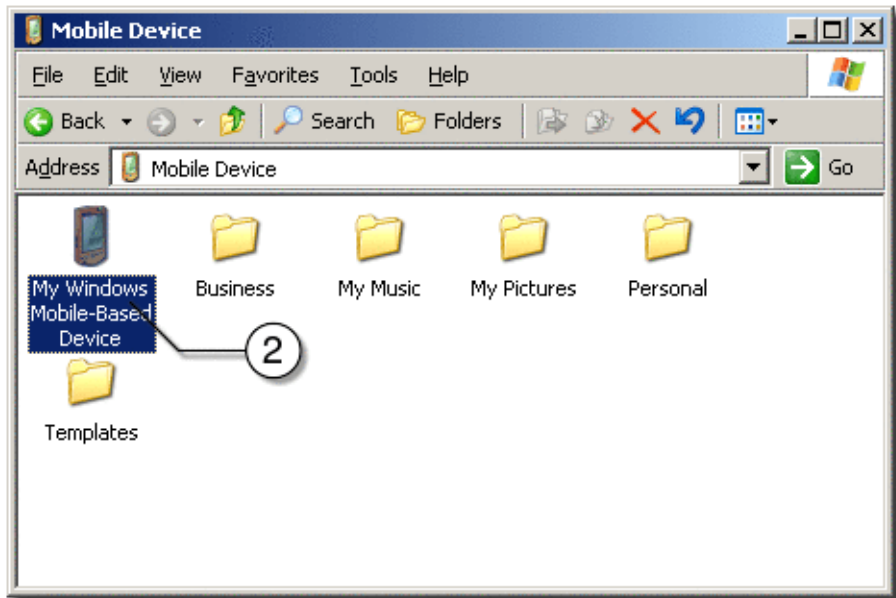 Mobile Device
File Edit View Favorites Tools Help
Back Search Folders
Address Mobile Device Go
My Windows Business My Music My Pictures Personal
Mobile-Based
Device
2
Templates